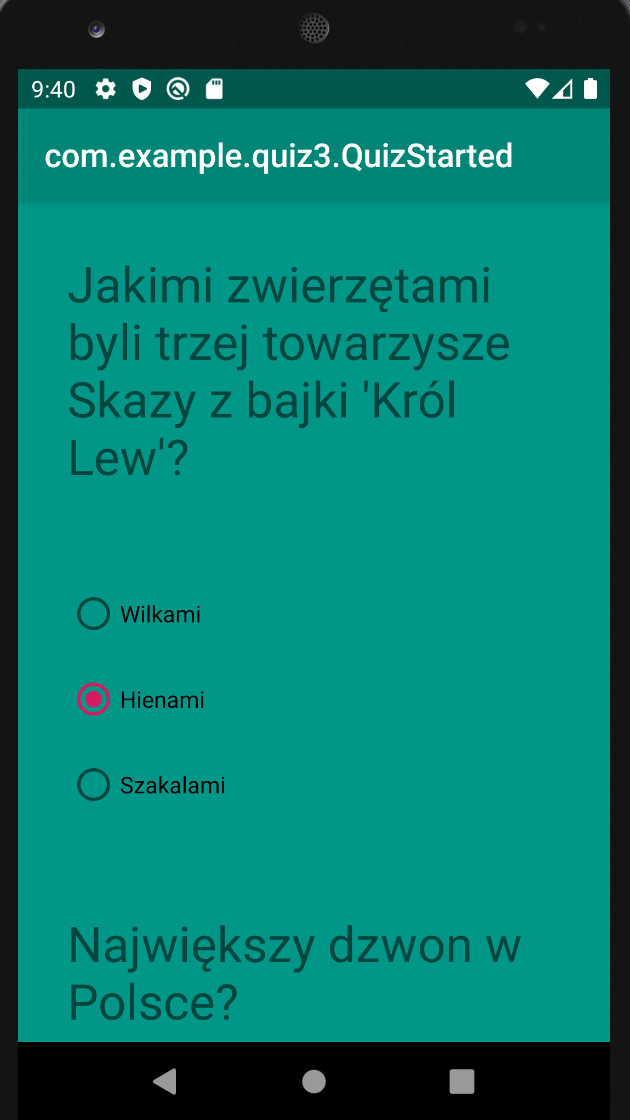 9:40
com.example.quiz3.QuizStarted
Jakimi zwierzętami
byli trzej towarzysze
Skazy z bajki 'Król
Lew'?
Wilkami
Hienami
Szakalami
Największy dzwon w
Polsce?